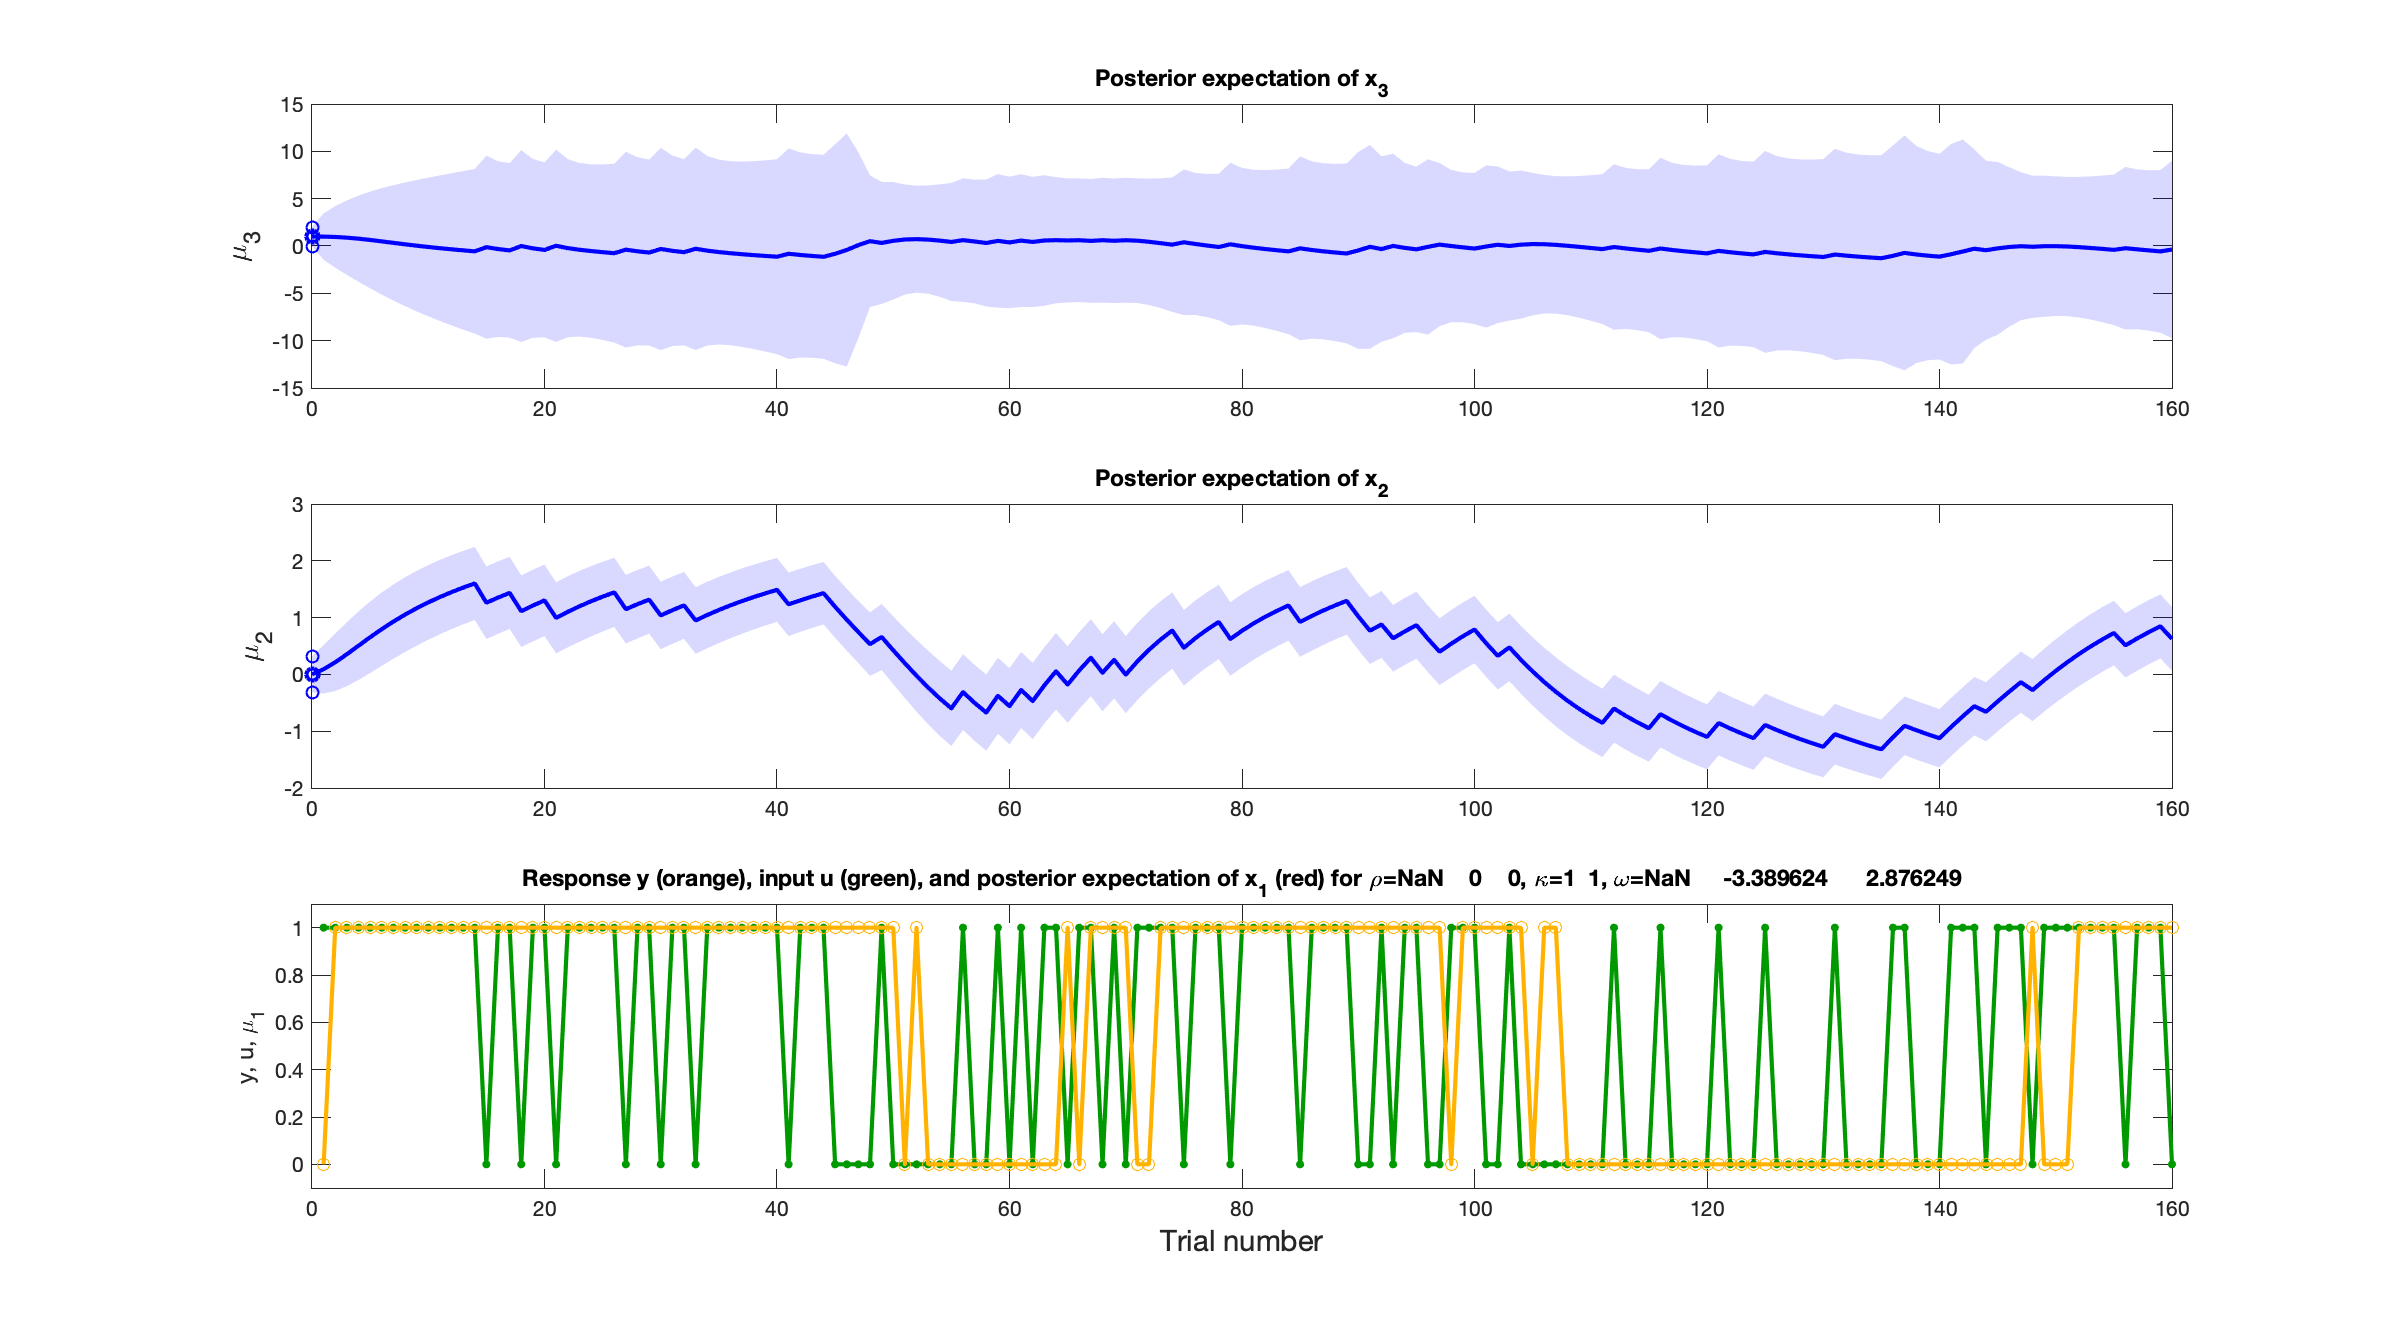 Posterior expectation of x3
15
10
5
0
-5
-10
-15
μ3
0 20 40 60 80 100 120 140 160
Posterior expectation of x2
3
2
1
0
-1
-2
μ2
0 20 40 60 80 100 120 140 160
Response y (orange), input u (green), and posterior expectation of x1 (red) for ρ=NaN 0 0, κ=1 1, ω=NaN -3.389624 2.876249
1
0.8
0.6
0.4
0.2
0
y, u, μ1
0 20 40 60 80 100 120 140 160
Trial number